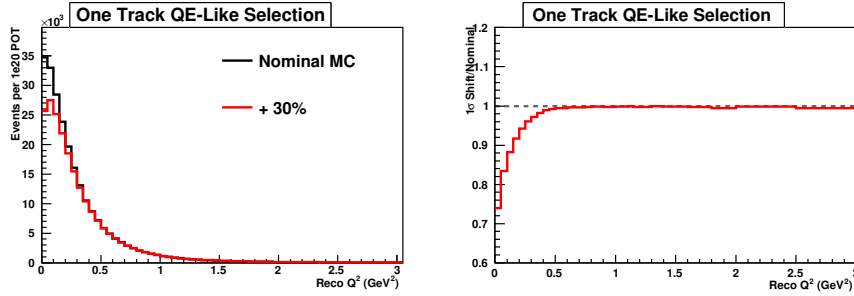 One Track QE-Like Selection
×10³
Events per 1e20 POT
35
30
25
20
15
10
5
0
Nominal MC
+ 30%
0 0.5 1 1.5 2 2.5 3
Reco Q² (GeV²)
One Track QE-Like Selection
1σ Shift/Nominal
1.2
1.1
1
0.9
0.8
0.7
0.6
0 0.5 1 1.5 2 2.5 3
Reco Q² (GeV²)